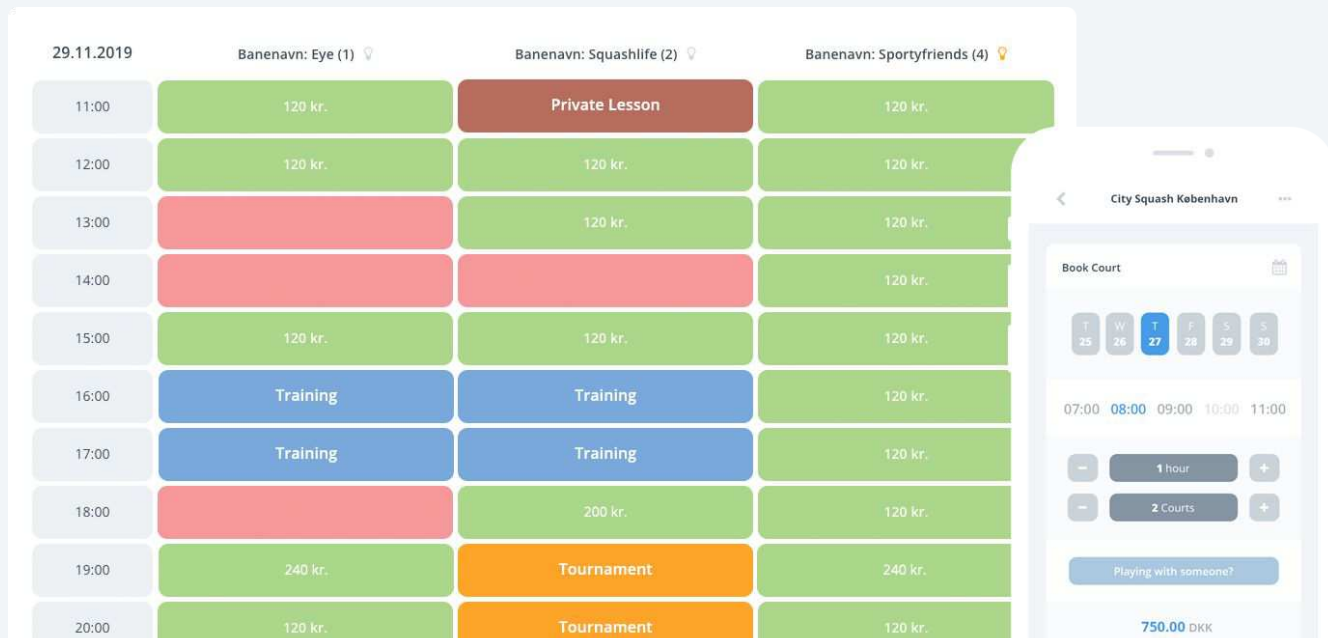 29.11.2019 Banenavn: Eye (1) Banenavn: Squashlife (2) Banenavn: Sportyfriends (4)
11:00 120 kr. Private Lesson 120 kr.
12:00 120 kr. 120 kr. 120 kr.
13:00 120 kr. 120 kr.
14:00 120 kr.
15:00 120 kr. 120 kr. 120 kr.
16:00 Training Training 120 kr.
17:00 Training Training 120 kr.
18:00 200 kr. 120 kr.
19:00 240 kr. Tournament 240 kr.
20:00 120 kr. Tournament 120 kr.
City Squash København
Book Court
T W T F S S
25 26 27 28 29 30
07:00 08:00 09:00 10:00 11:00
- 1 hour +
- 2 Courts +
Playing with someone?
750.00 DKK